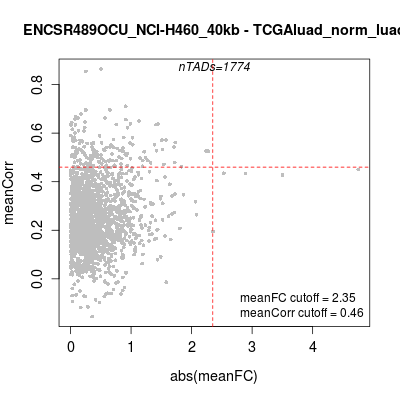 ENCSR489OCU_NCI-H460_40kb - TCGAluad_norm_luad
nTADs=1774
meanCorr
0.8
0.6
0.4
0.2
0.0
meanFC cutoff = 2.35
meanCorr cutoff = 0.46
0 1 2 3 4
abs(meanFC)